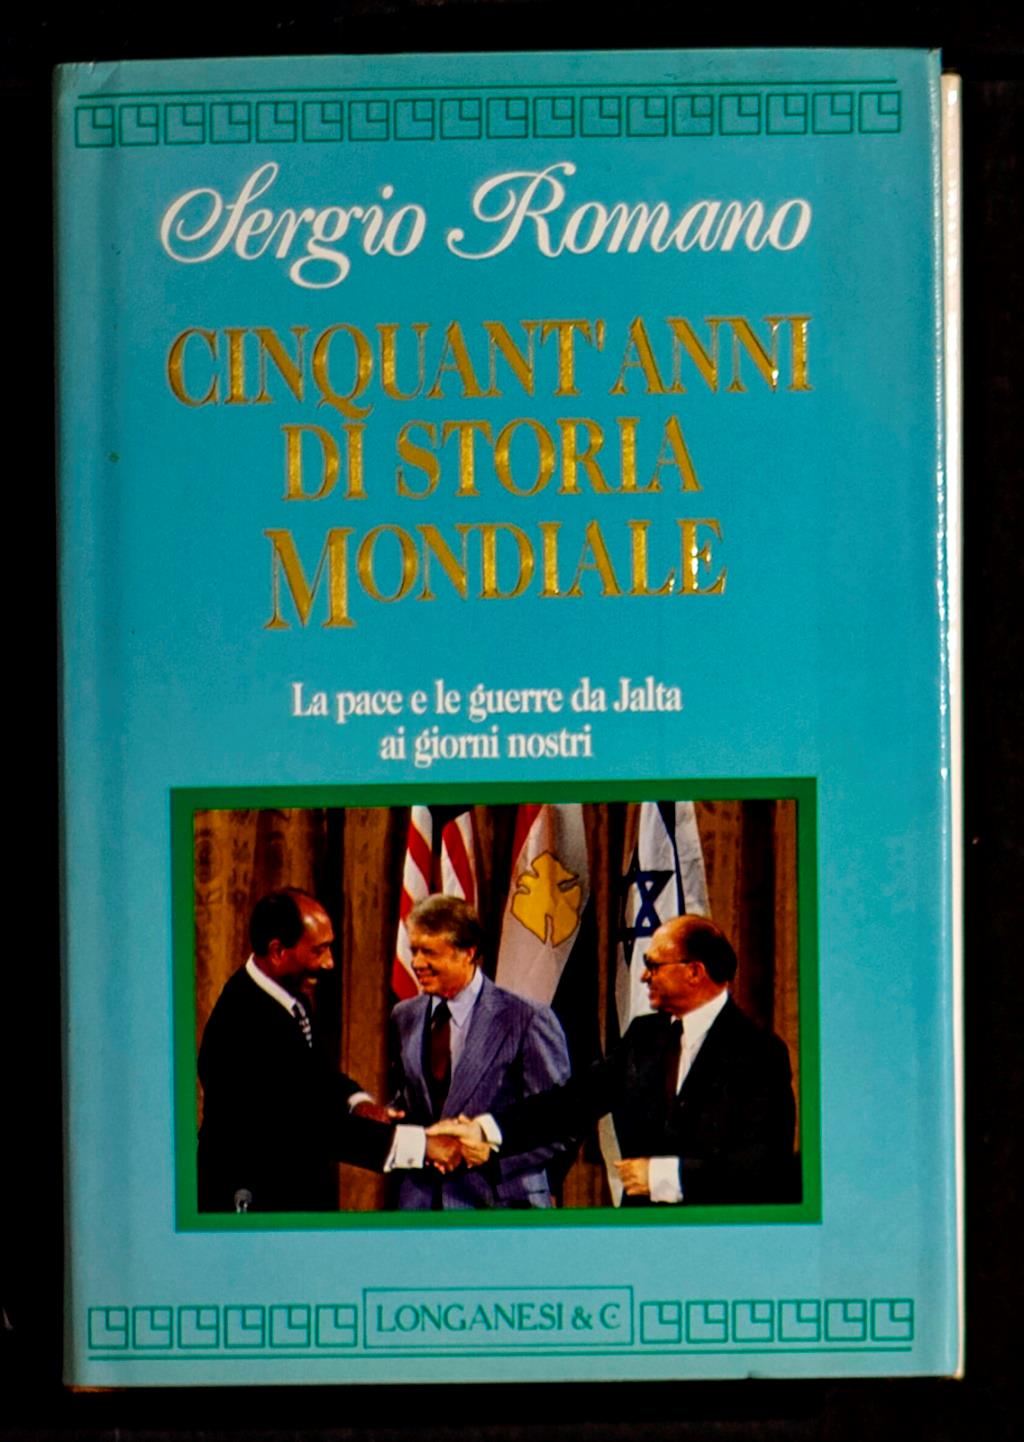 Sergio Romano
CINQUANT'ANNI
DI STORIA
MONDIALE
La pace e le guerre da Jalta
ai giorni nostri
LONGANESI & C.